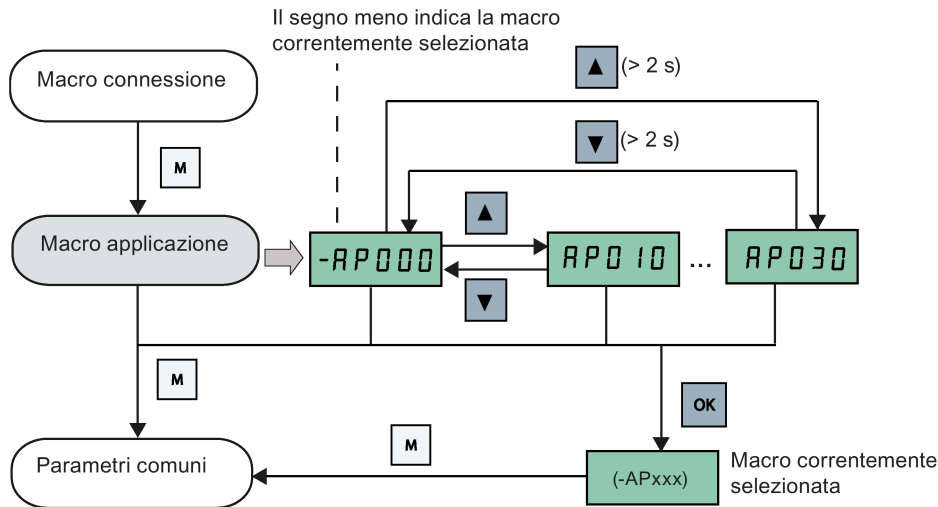 Il segno meno indica la macro
correntemente selezionata
Macro connessione
▲ (> 2 s)
▼ (> 2 s)
M
▲
Macro applicazione
-AP000
AP010
...
AP030
▼
M
OK
M
Parametri comuni
(-APxxx)
Macro correntemente
selezionata